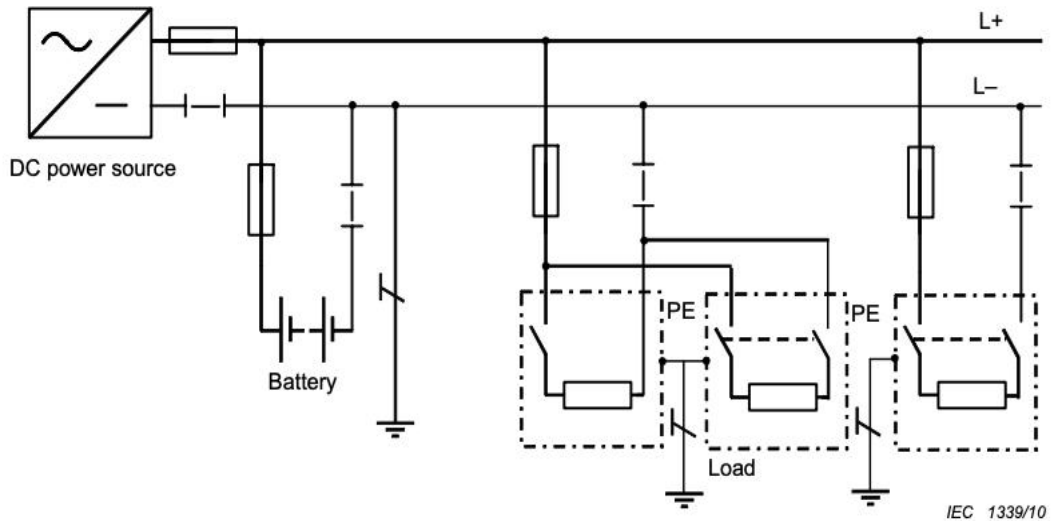 L+
L–
DC power source
PE
PE
Battery
Load
IEC 1339/10